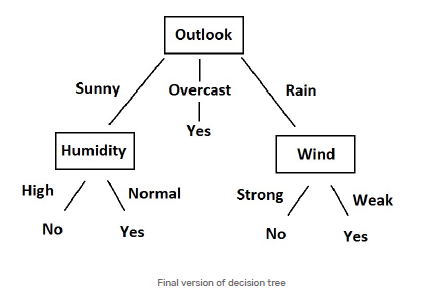 Outlook
Sunny
Overcast
Rain
Yes
Humidity
Wind
High
Normal
Strong
Weak
No
Yes
No
Yes
Final version of decision tree